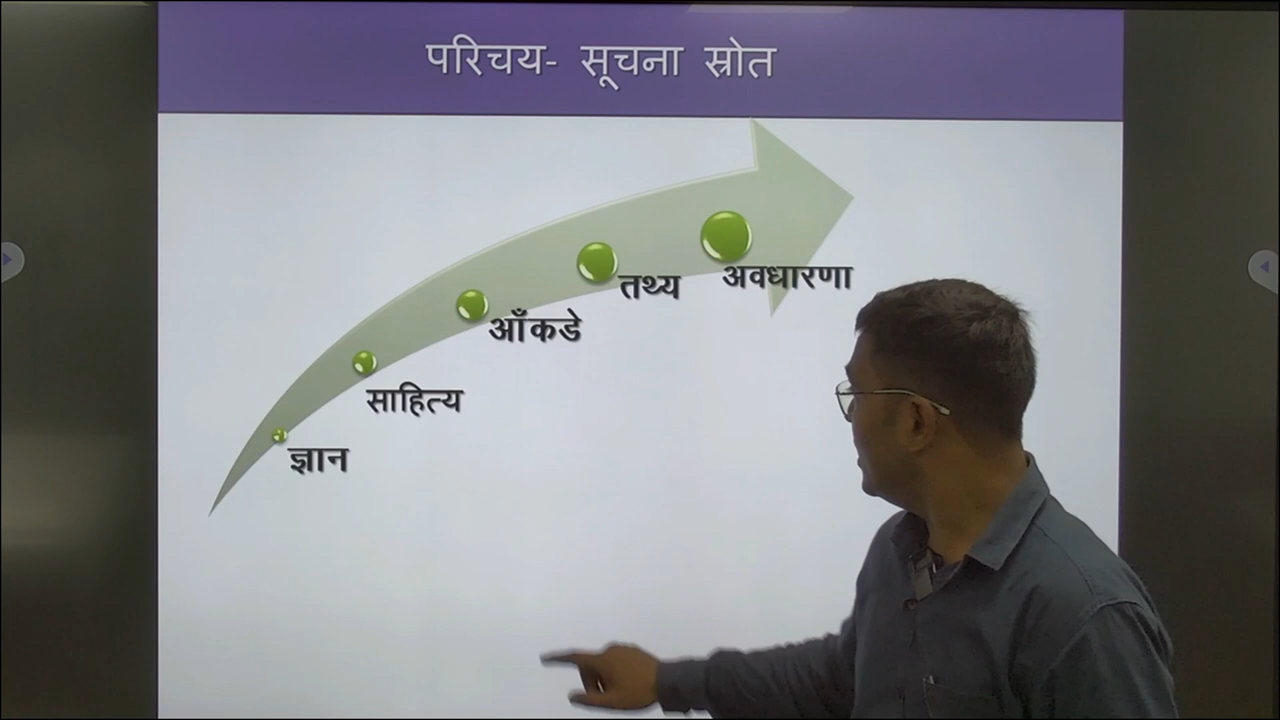 परिचय- सूचना स्रोत
अवधारणा
तथ्य
आँकडे
साहित्य
ज्ञान